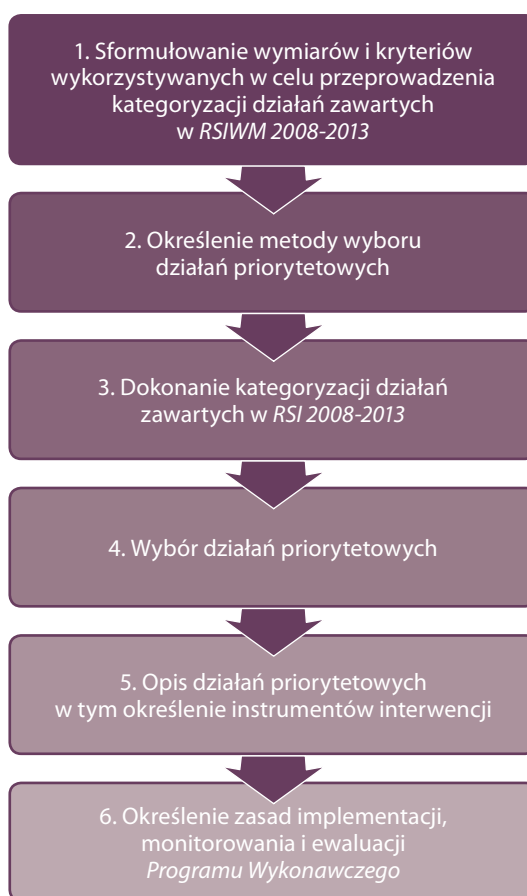 1. Sformułowanie wymiarów i kryteriów
wykorzystywanych w celu przeprowadzenia
kategoryzacji działań zawartych
w RSIWM 2008-2013
2. Określenie metody wyboru
działań priorytetowych
3. Dokonanie kategoryzacji działań
zawartych w RSI 2008-2013
4. Wybór działań priorytetowych
5. Opis działań priorytetowych
w tym określenie instrumentów interwencji
6. Określenie zasad implementacji,
monitorowania i ewaluacji
Programu Wykonawczego